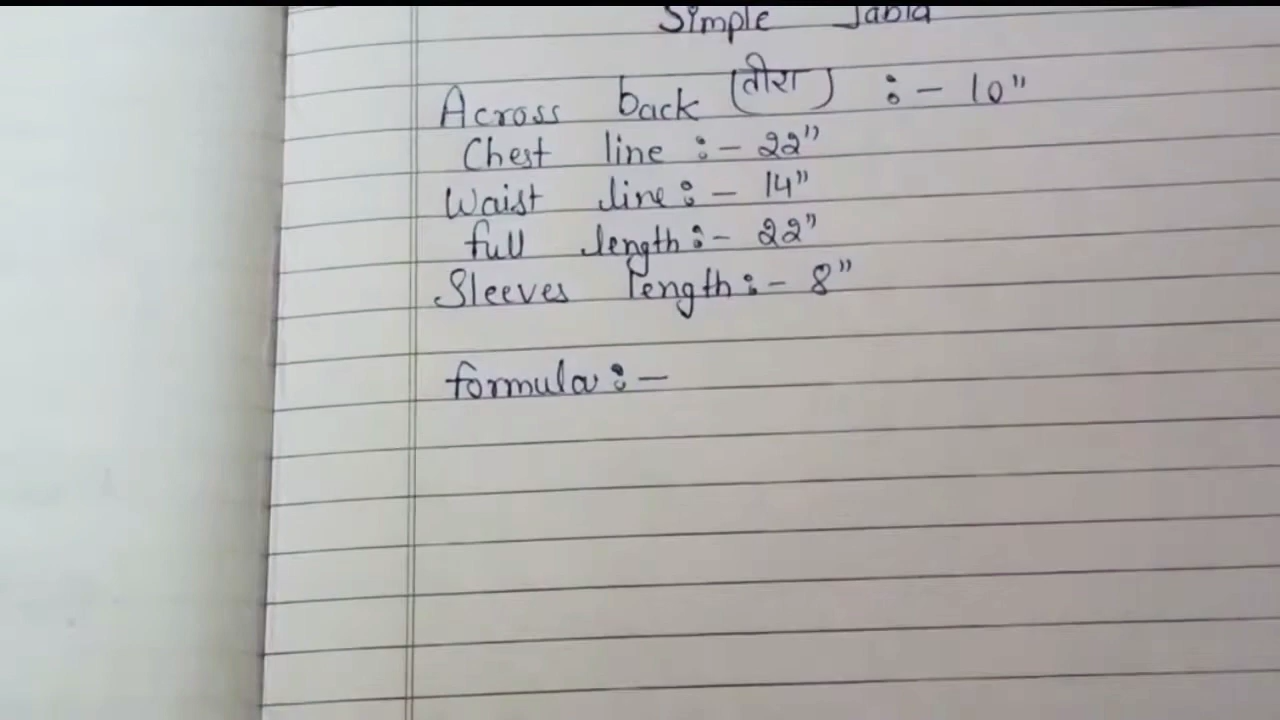 Simple Jabla
Across back (तीरा) :- 10"
Chest line :- 22"
Waist line :- 14"
full length :- 22"
Sleeves length :- 8"
formula :-